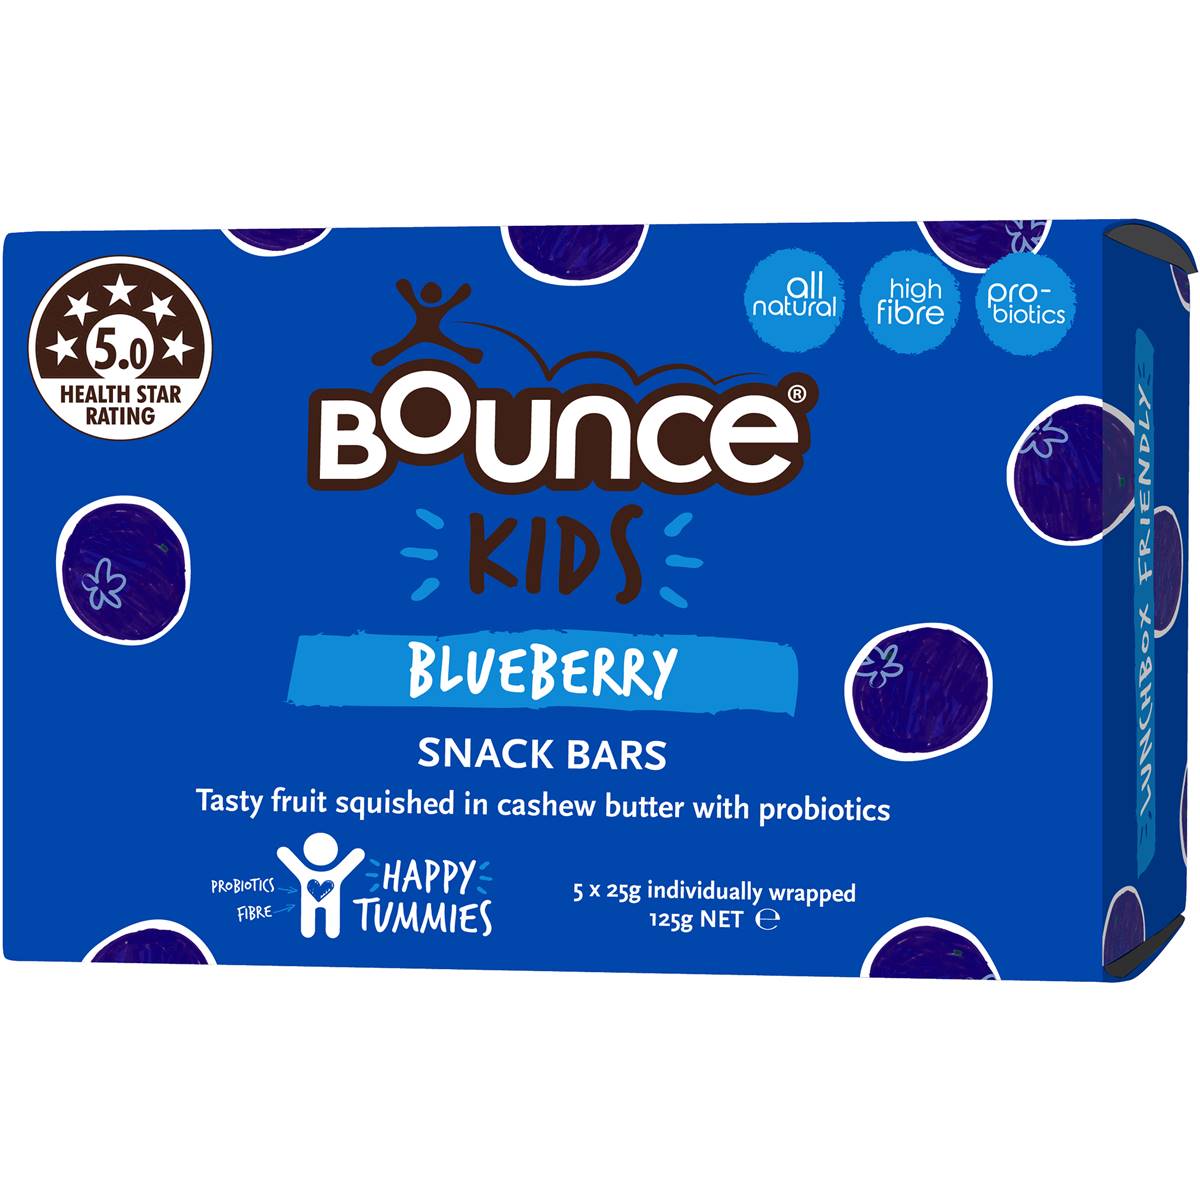 5.0
HEALTH STAR
RATING
all
natural
high
fibre
pro-
biotics
BOUNCE®
KIDS
BLUEBERRY
SNACK BARS
Tasty fruit squished in cashew butter with probiotics
PROBIOTICS
FIBRE
HAPPY
TUMMIES
5 x 25g individually wrapped
125g NET ℮
LUNCHBOX FRIENDLY